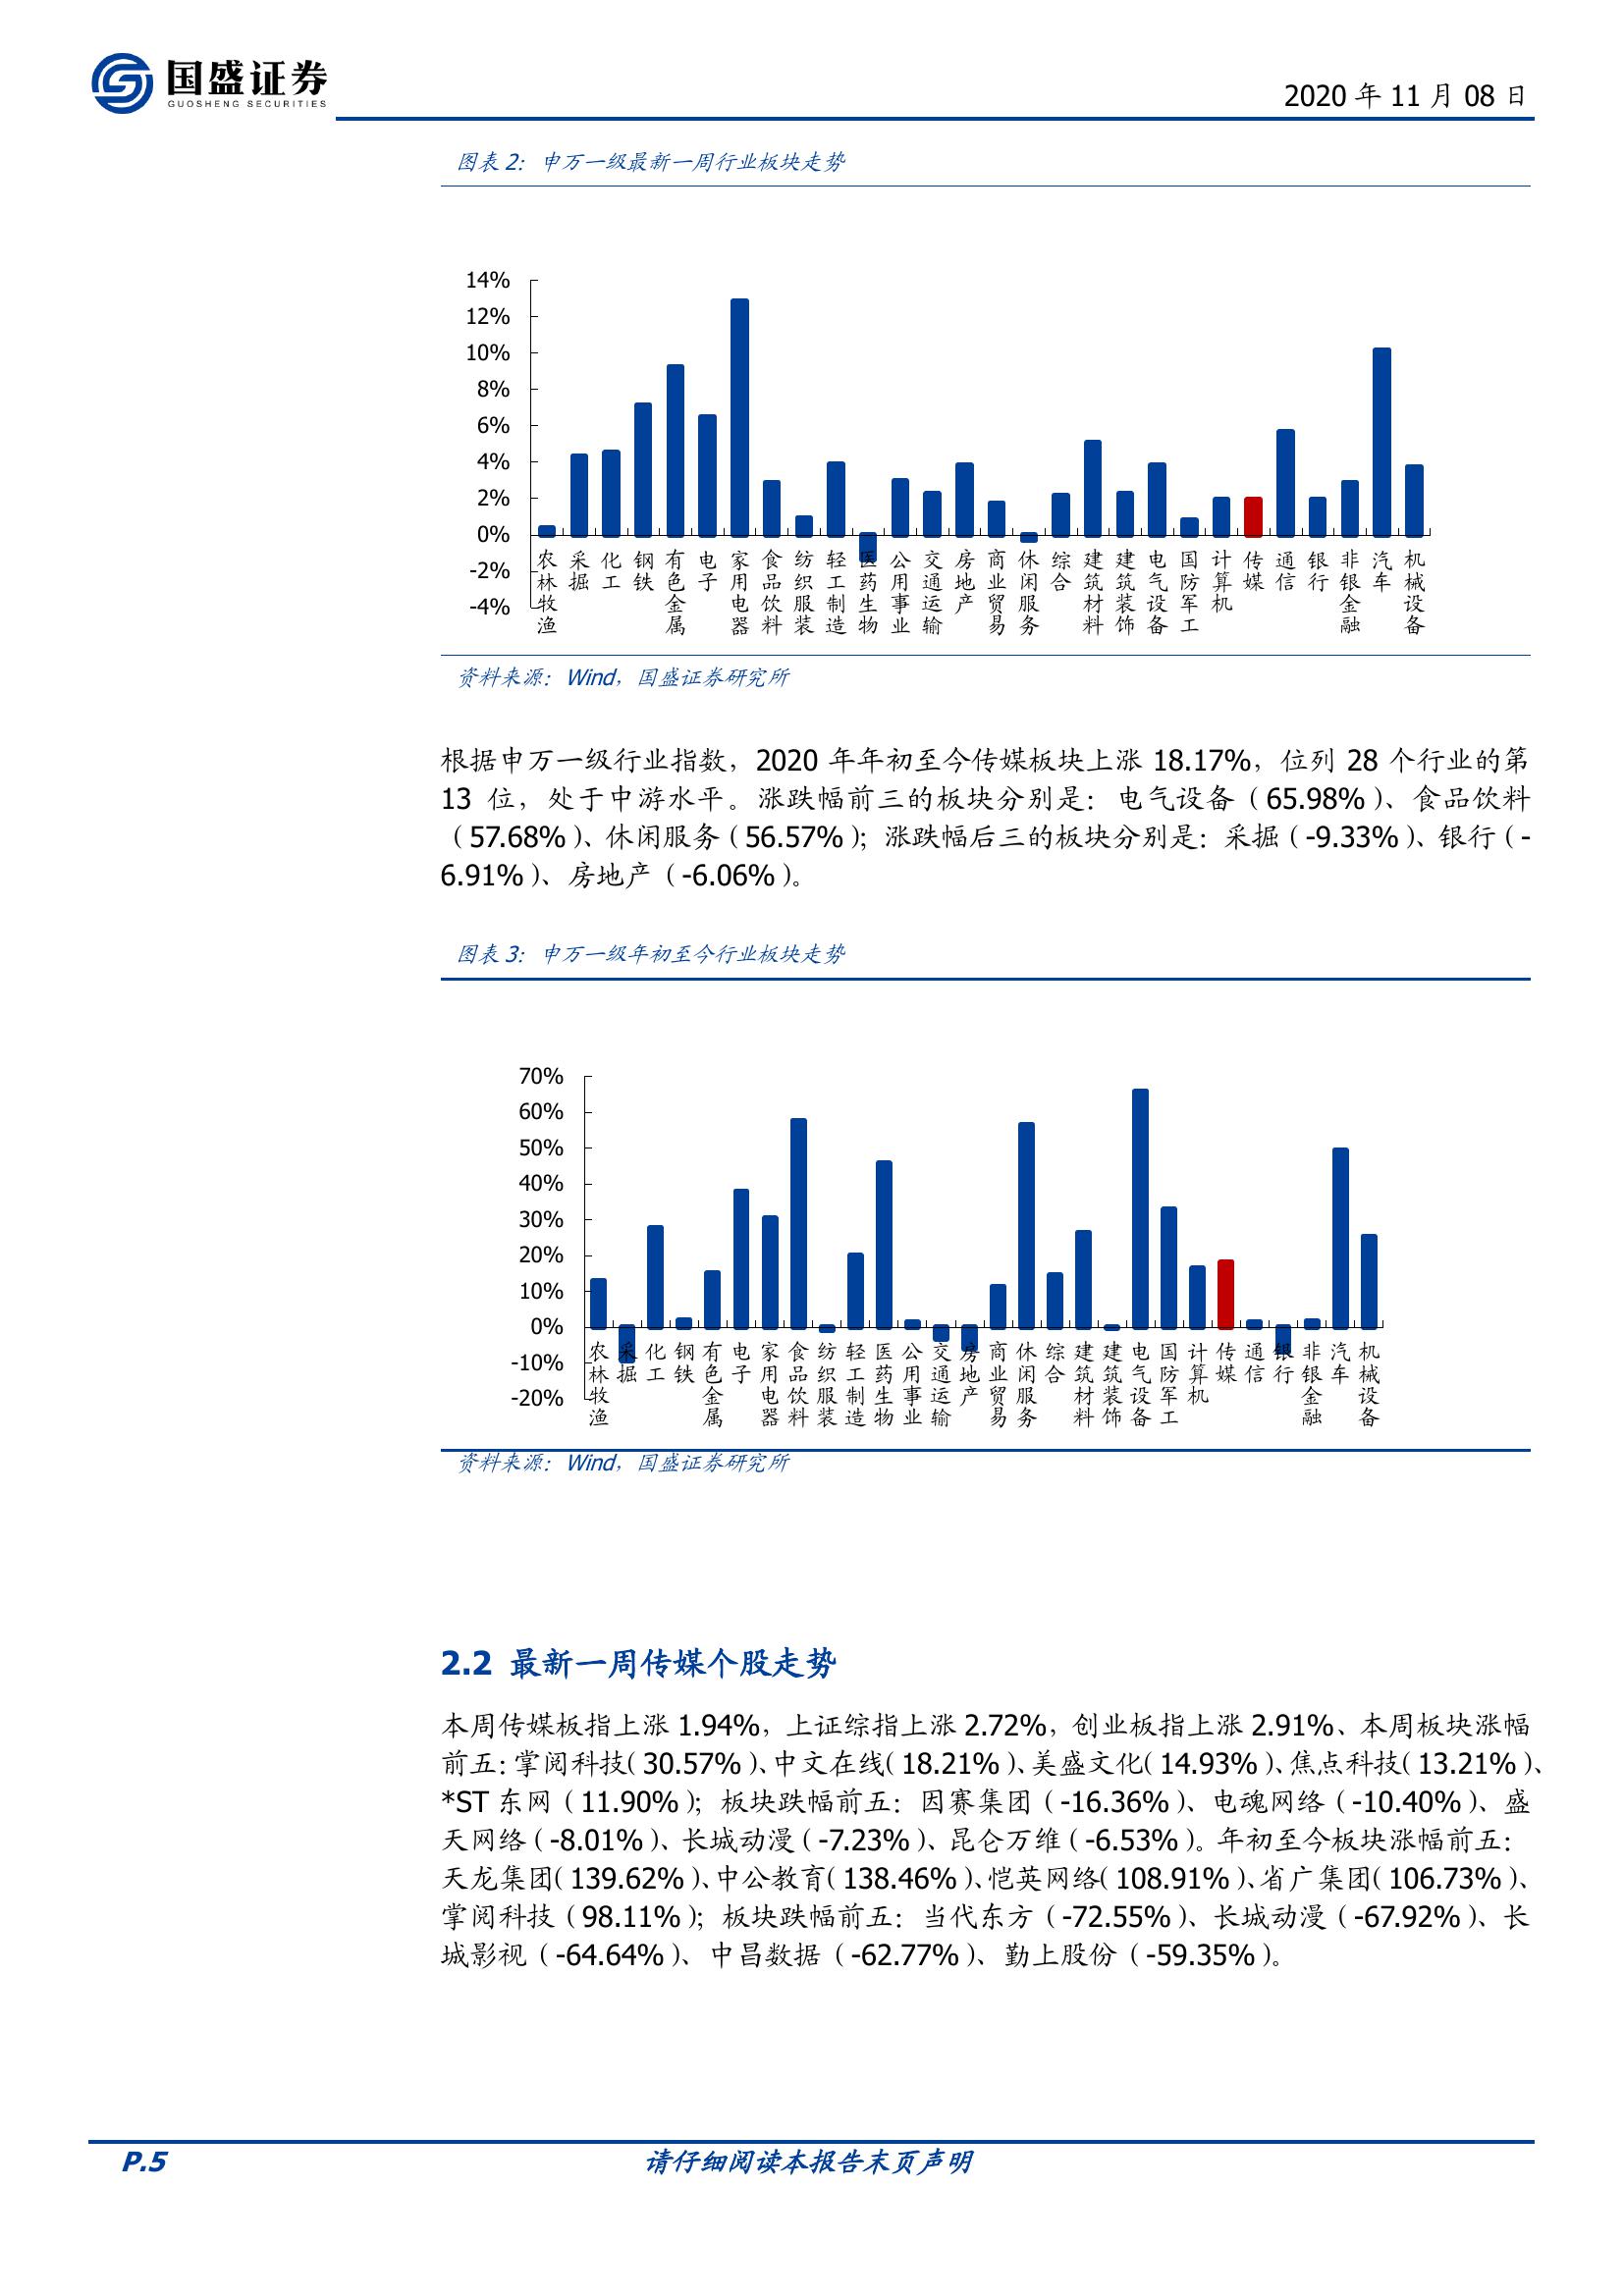 国盛证券
GUOSHENG SECURITIES
2020 年 11 月 08 日
图表 2： 申万一级最新一周行业板块走势
14%
12%
10%
8%
6%
4%
2%
0%
-2%
-4%
农林牧渔 采掘 化工 钢铁 有色金属 电子 家用电器 食品饮料 纺织服装 轻工制造 医药生物 公用事业 交通运输 房地产 商业贸易 休闲服务 综合 建筑材料 建筑装饰 电气设备 国防军工 计算机 传媒 通信 银行 非银金融 汽车 机械设备
资料来源：Wind，国盛证券研究所
根据申万一级行业指数，2020 年年初至今传媒板块上涨 18.17%，位列 28 个行业的第
13 位，处于中游水平。涨跌幅前三的板块分别是：电气设备（65.98%）、食品饮料
（57.68%）、休闲服务（56.57%）；涨跌幅后三的板块分别是：采掘（-9.33%）、银行（-
6.91%）、房地产（-6.06%）。
图表 3： 申万一级年初至今行业板块走势
70%
60%
50%
40%
30%
20%
10%
0%
-10%
-20%
农林牧渔 采掘 化工 钢铁 有色金属 电子 家用电器 食品饮料 纺织服装 轻工制造 医药生物 公用事业 交通运输 房地产 商业贸易 休闲服务 综合 建筑材料 建筑装饰 电气设备 国防军工 计算机 传媒 通信 银行 非银金融 汽车 机械设备
资料来源：Wind，国盛证券研究所
2.2 最新一周传媒个股走势
本周传媒板指上涨 1.94%，上证综指上涨 2.72%，创业板指上涨 2.91%、本周板块涨幅
前五：掌阅科技（30.57%）、中文在线（18.21%）、美盛文化（14.93%）、焦点科技（13.21%）、
*ST 东网（11.90%）；板块跌幅前五：因赛集团（-16.36%）、电魂网络（-10.40%）、盛
天网络（-8.01%）、长城动漫（-7.23%）、昆仑万维（-6.53%）。年初至今板块涨幅前五：
天龙集团（139.62%）、中公教育（138.46%）、恺英网络（108.91%）、省广集团（106.73%）、
掌阅科技（98.11%）；板块跌幅前五：当代东方（-72.55%）、长城动漫（-67.92%）、长
城影视（-64.64%）、中昌数据（-62.77%）、勤上股份（-59.35%）。
P.5
请仔细阅读本报告末页声明